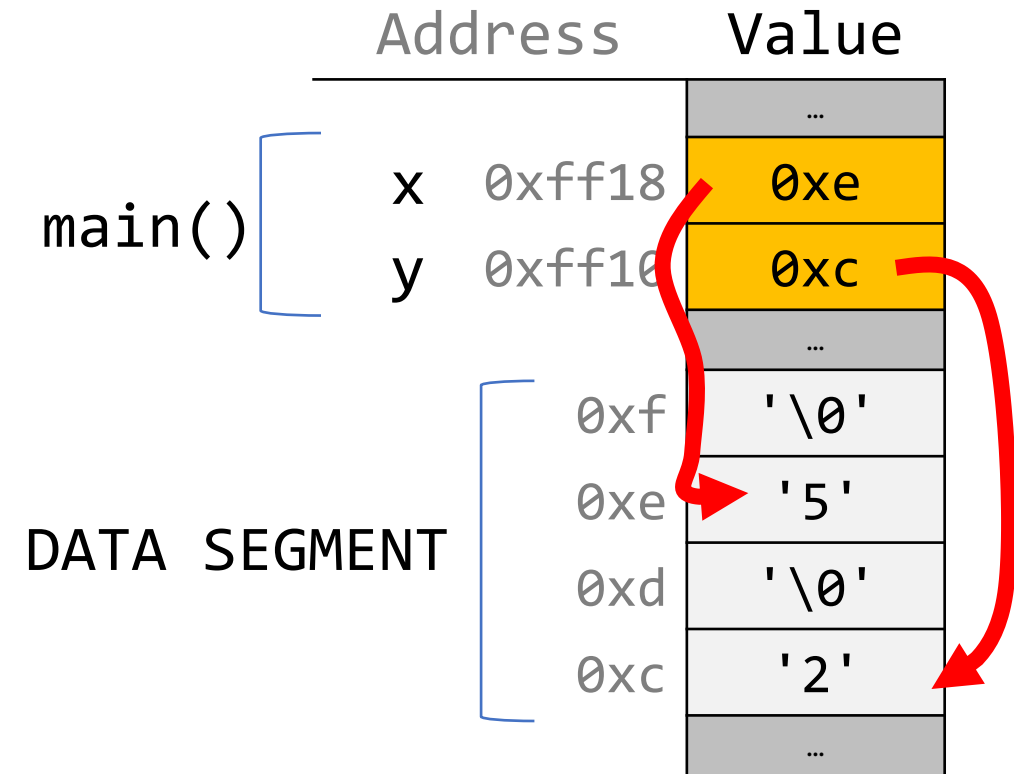 Address Value
…
x 0xff18 0xe
main()
y 0xff10 0xc
…
0xf '\0'
0xe '5'
DATA SEGMENT
0xd '\0'
0xc '2'
…